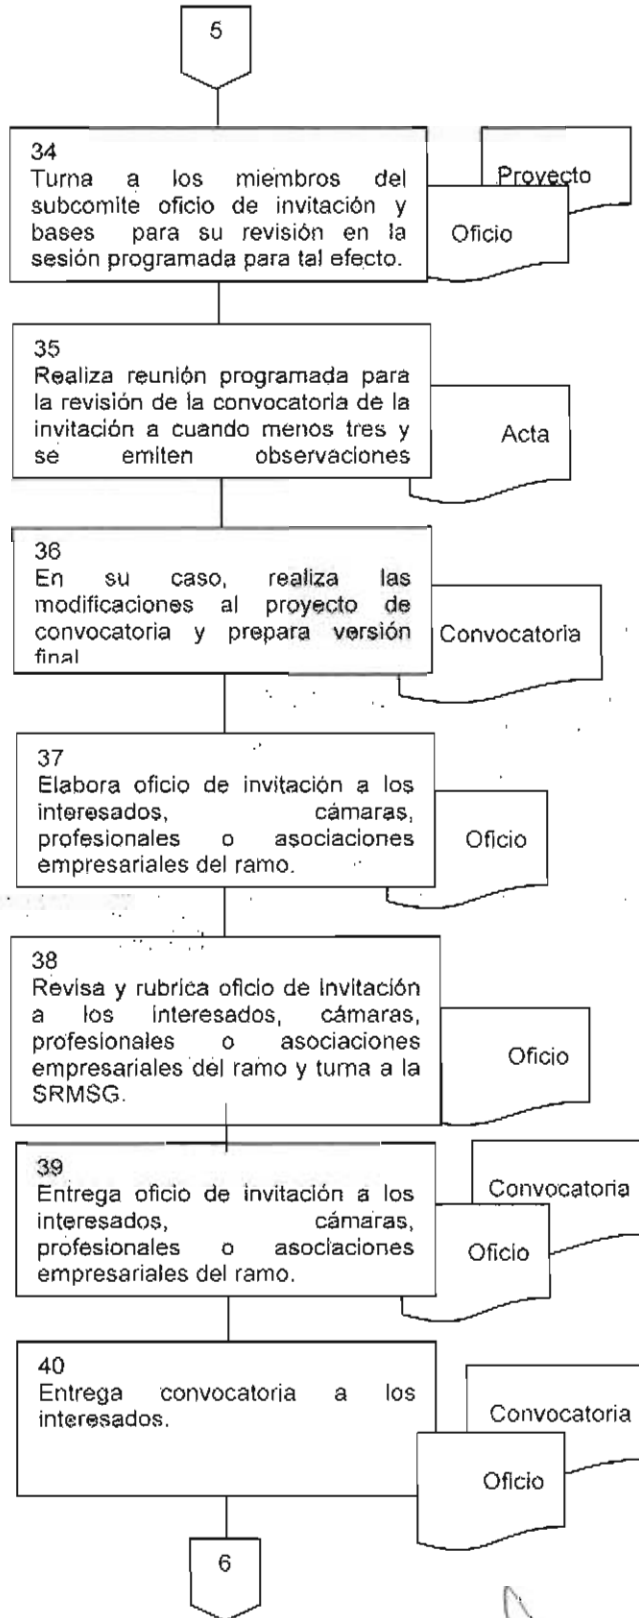 5
34
Turna a los miembros del
subcomite oficio de invitación y
bases para su revisión en la
sesión programada para tal efecto.
Proyecto
Oficio
35
Realiza reunión programada para
la revisión de la convocatoria de la
invitación a cuando menos tres y
se emiten observaciones
Acta
36
En su caso, realiza las
modificaciones al proyecto de
convocatoria y prepara versión
final
Convocatoria
37
Elabora oficio de invitación a los
interesados, cámaras,
profesionales o asociaciones
empresariales del ramo.
Oficio
38
Revisa y rubrica oficio de invitación
a los interesados, cámaras,
profesionales o asociaciones
empresariales del ramo y turna a la
SRMSG.
Oficio
39
Entrega oficio de invitación a los
interesados, cámaras,
profesionales o asociaciones
empresariales del ramo.
Convocatoria
Oficio
40
Entrega convocatoria a los
interesados.
Convocatoria
Oficio
6